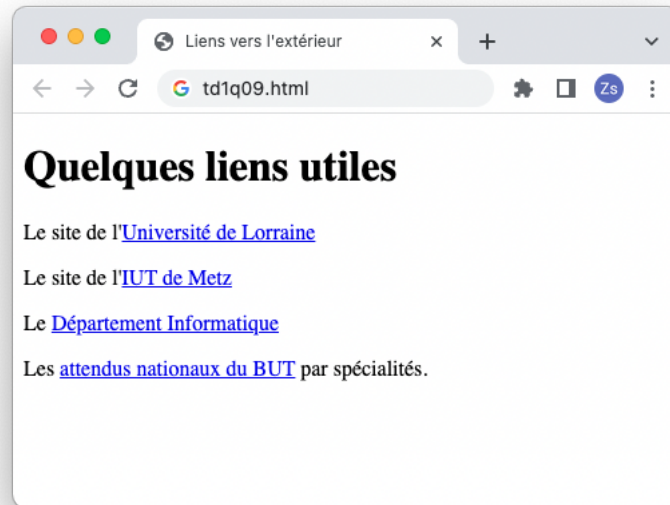 Liens vers l'extérieur
td1q09.html
Zs
Quelques liens utiles
Le site de l'Université de Lorraine
Le site de l'IUT de Metz
Le Département Informatique
Les attendus nationaux du BUT par spécialités.